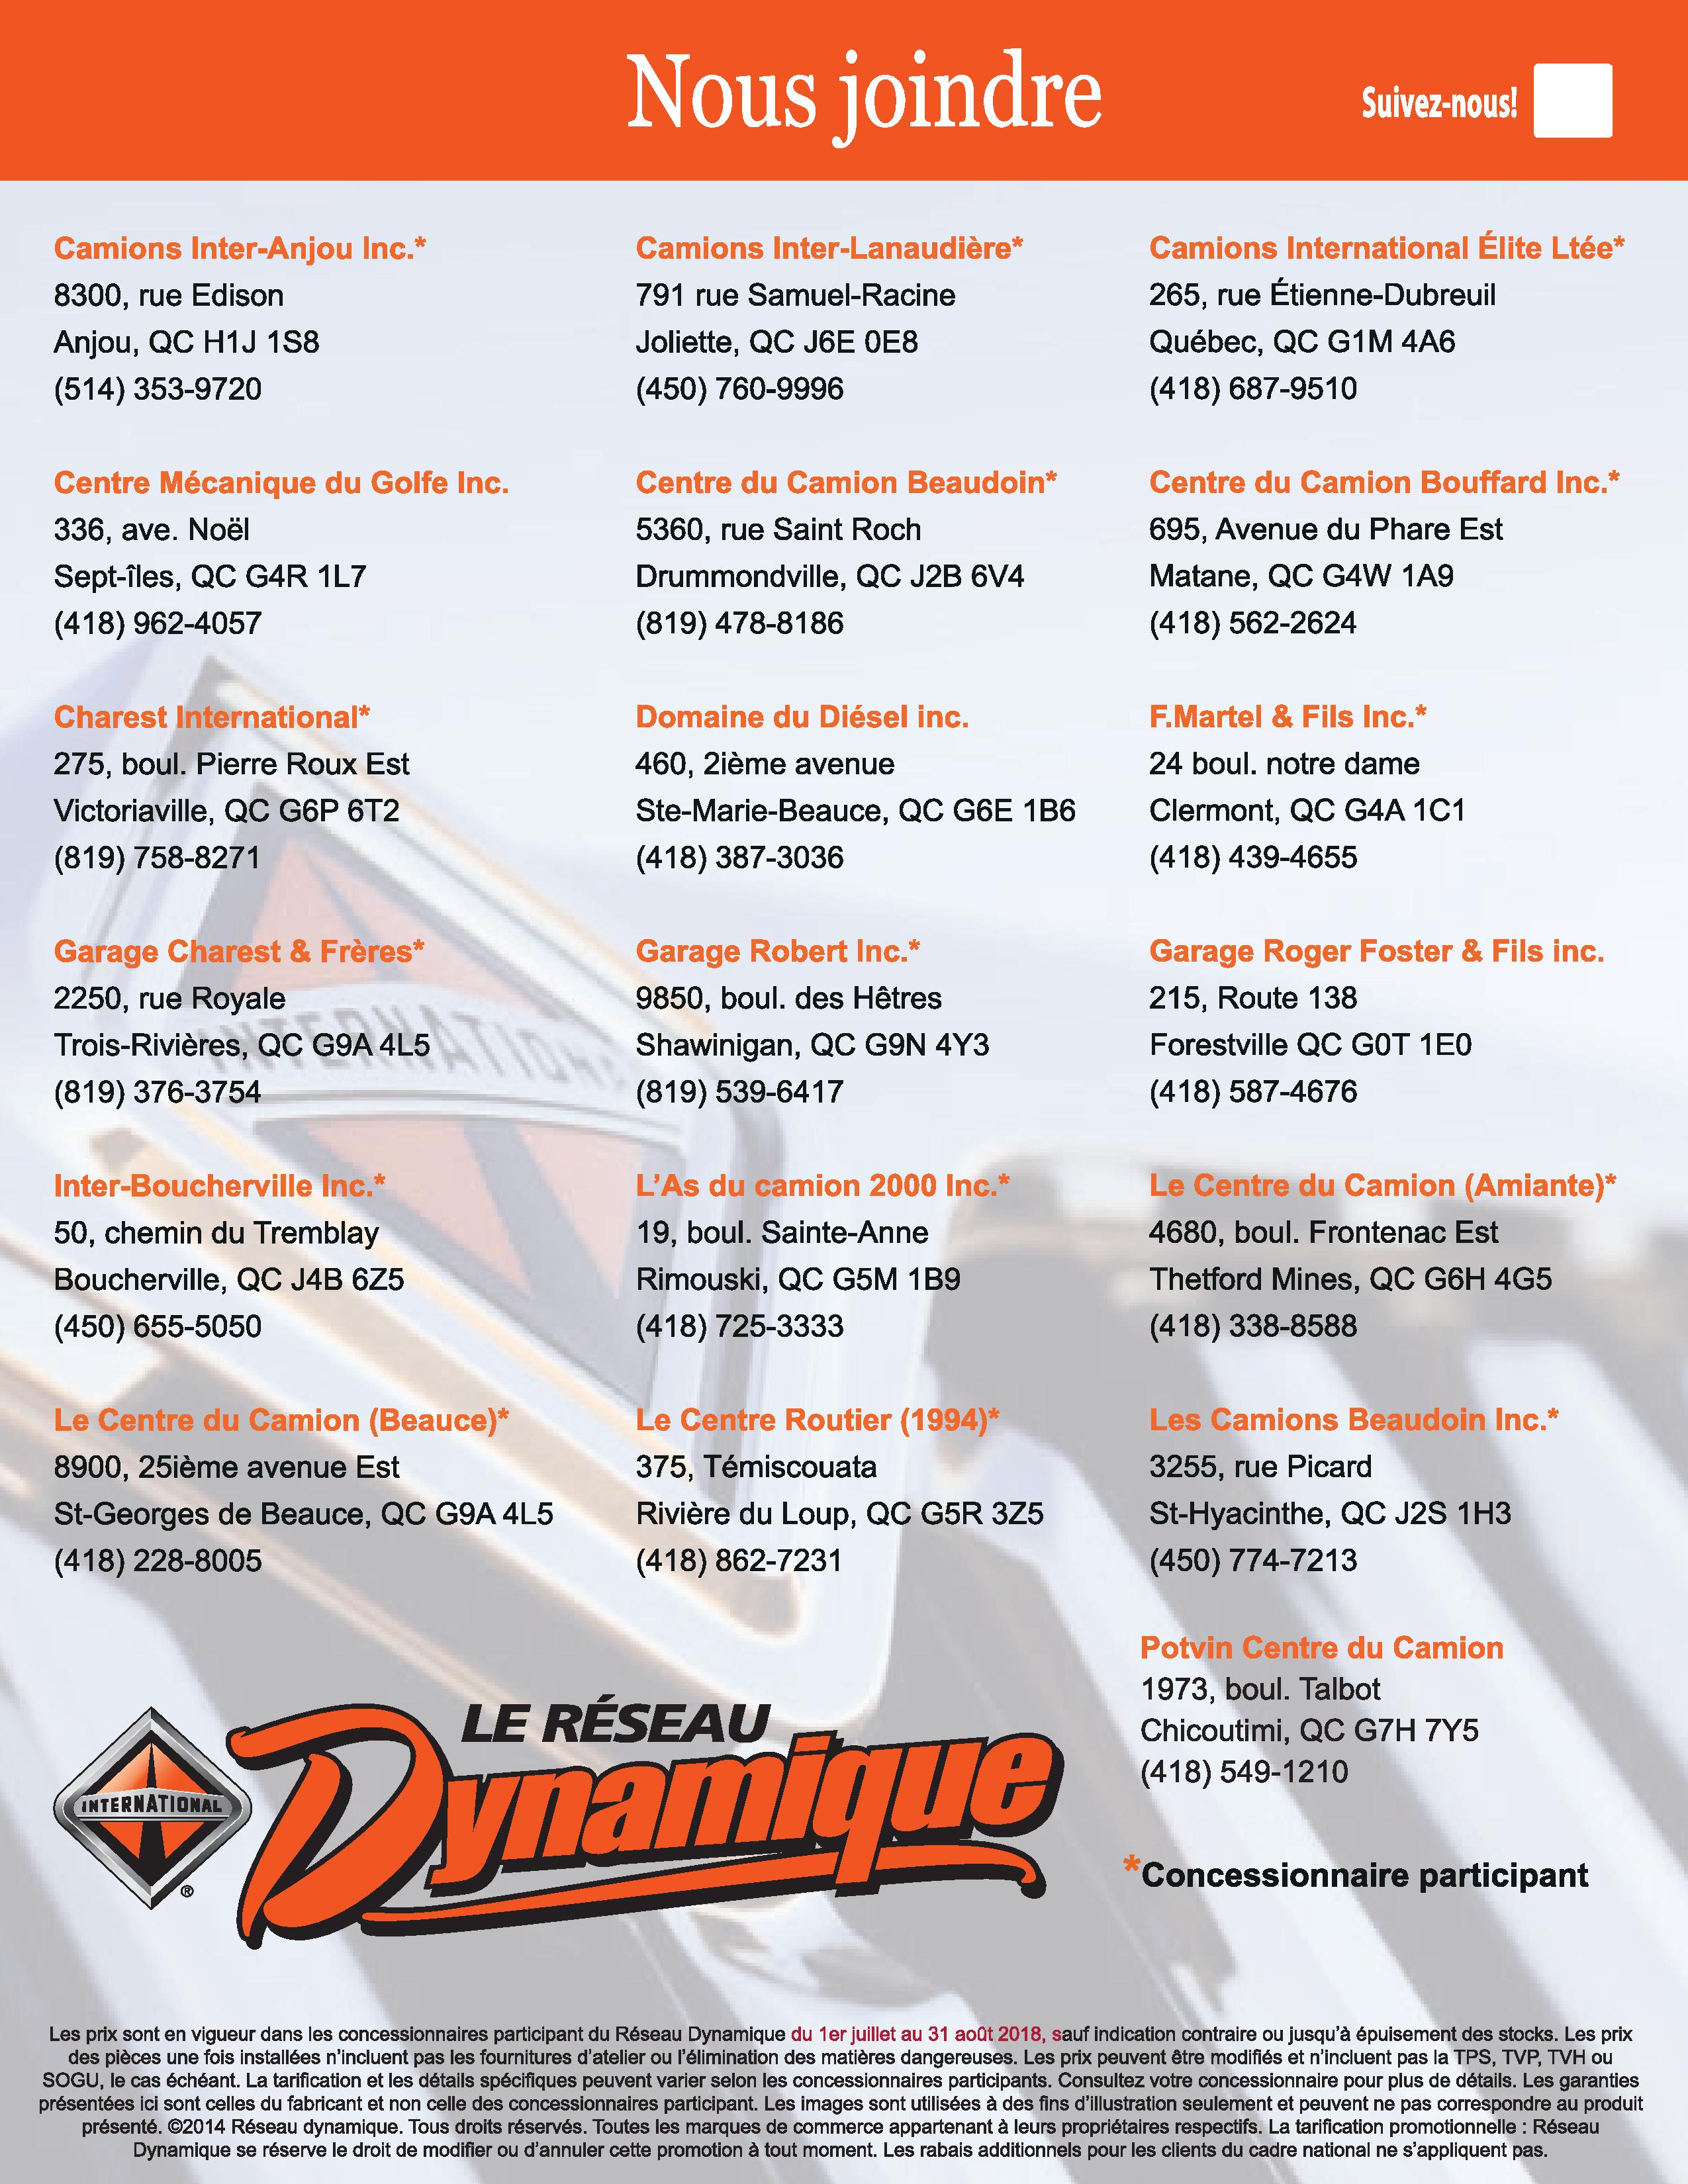 Nous joindre
Suivez-nous!
Camions Inter-Anjou Inc.*
8300, rue Edison
Anjou, QC H1J 1S8
(514) 353-9720
Camions Inter-Lanaudière*
791 rue Samuel-Racine
Joliette, QC J6E 0E8
(450) 760-9996
Camions International Élite Ltée*
265, rue Étienne-Dubreuil
Québec, QC G1M 4A6
(418) 687-9510
Centre Mécanique du Golfe Inc.
336, ave. Noël
Sept-îles, QC G4R 1L7
(418) 962-4057
Centre du Camion Beaudoin*
5360, rue Saint Roch
Drummondville, QC J2B 6V4
(819) 478-8186
Centre du Camion Bouffard Inc.*
695, Avenue du Phare Est
Matane, QC G4W 1A9
(418) 562-2624
Charest International*
275, boul. Pierre Roux Est
Victoriaville, QC G6P 6T2
(819) 758-8271
Domaine du Diésel inc.
460, 2ième avenue
Ste-Marie-Beauce, QC G6E 1B6
(418) 387-3036
F.Martel & Fils Inc.*
24 boul. notre dame
Clermont, QC G4A 1C1
(418) 439-4655
Garage Charest & Frères*
2250, rue Royale
Trois-Rivières, QC G9A 4L5
(819) 376-3754
Garage Robert Inc.*
9850, boul. des Hêtres
Shawinigan, QC G9N 4Y3
(819) 539-6417
Garage Roger Foster & Fils inc.
215, Route 138
Forestville QC G0T 1E0
(418) 587-4676
INTERNATIONAL
Inter-Boucherville Inc.*
50, chemin du Tremblay
Boucherville, QC J4B 6Z5
(450) 655-5050
L'As du camion 2000 Inc.*
19, boul. Sainte-Anne
Rimouski, QC G5M 1B9
(418) 725-3333
Le Centre du Camion (Amiante)*
4680, boul. Frontenac Est
Thetford Mines, QC G6H 4G5
(418) 338-8588
Le Centre du Camion (Beauce)*
8900, 25ième avenue Est
St-Georges de Beauce, QC G9A 4L5
(418) 228-8005
Le Centre Routier (1994)*
375, Témiscouata
Rivière du Loup, QC G5R 3Z5
(418) 862-7231
Les Camions Beaudoin Inc.*
3255, rue Picard
St-Hyacinthe, QC J2S 1H3
(450) 774-7213
Potvin Centre du Camion
1973, boul. Talbot
Chicoutimi, QC G7H 7Y5
(418) 549-1210
INTERNATIONAL
®
LE RÉSEAU
Dynamique
*Concessionnaire participant
Les prix sont en vigueur dans les concessionnaires participant du Réseau Dynamique du 1er juillet au 31 août 2018, sauf indication contraire ou jusqu'à épuisement des stocks. Les prix
des pièces une fois installées n'incluent pas les fournitures d'atelier ou l'élimination des matières dangereuses. Les prix peuvent être modifiés et n'incluent pas la TPS, TVP, TVH ou
SOGU, le cas échéant. La tarification et les détails spécifiques peuvent varier selon les concessionnaires participants. Consultez votre concessionnaire pour plus de détails. Les garanties
présentées ici sont celles du fabricant et non celle des concessionnaires participant. Les images sont utilisées à des fins d'illustration seulement et peuvent ne pas correspondre au produit
présenté. ©2014 Réseau dynamique. Tous droits réservés. Toutes les marques de commerce appartenant à leurs propriétaires respectifs. La tarification promotionnelle : Réseau
Dynamique se réserve le droit de modifier ou d'annuler cette promotion à tout moment. Les rabais additionnels pour les clients du cadre national ne s'appliquent pas.